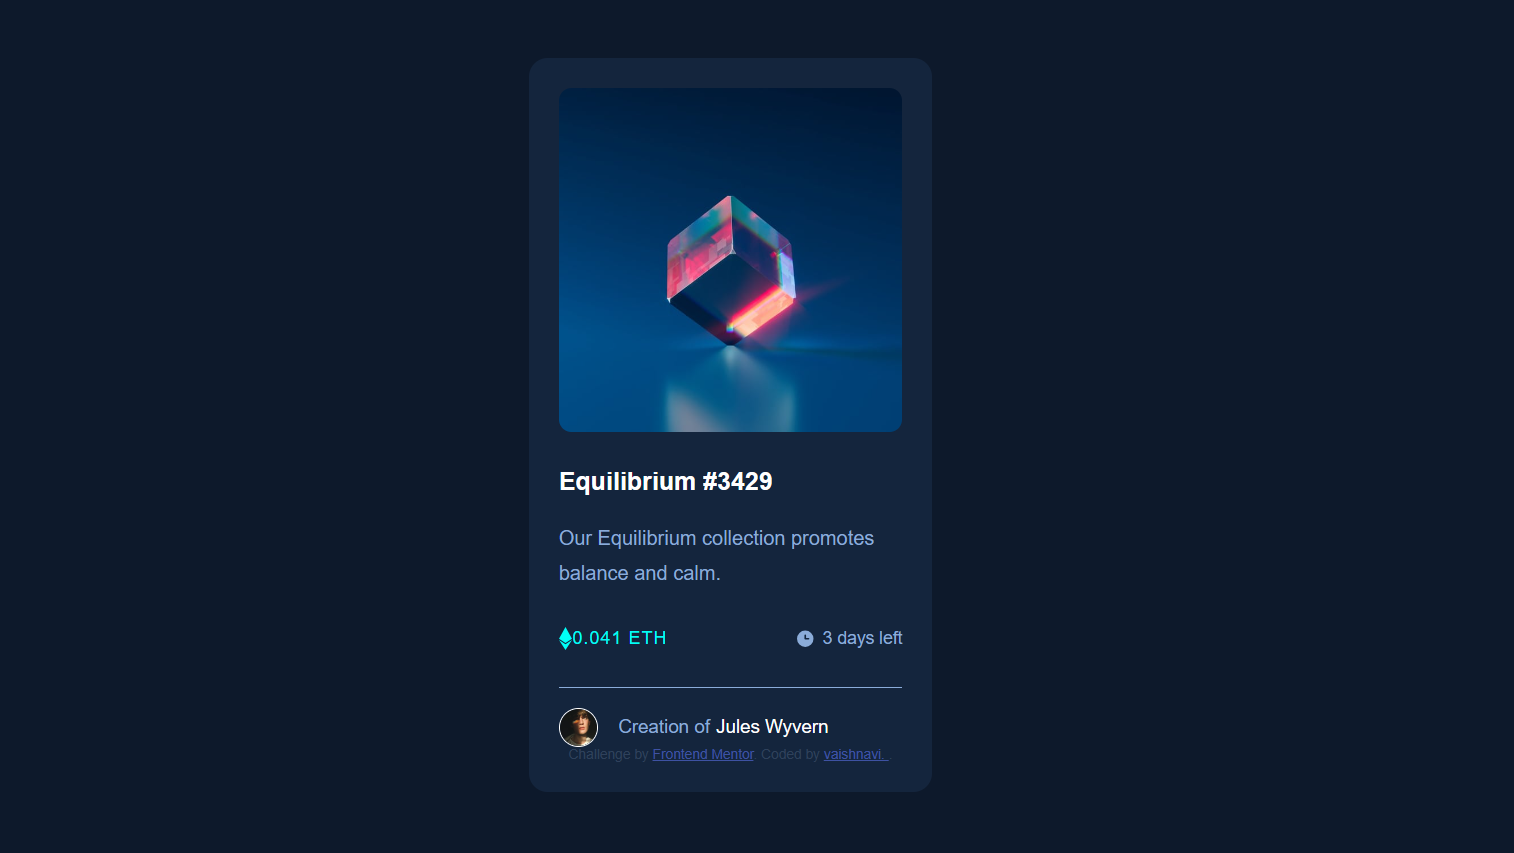 Equilibrium #3429
Our Equilibrium collection promotes
balance and calm.
0.041 ETH
3 days left
Creation of Jules Wyvern
Challenge by Frontend Mentor. Coded by vaishnavi. .